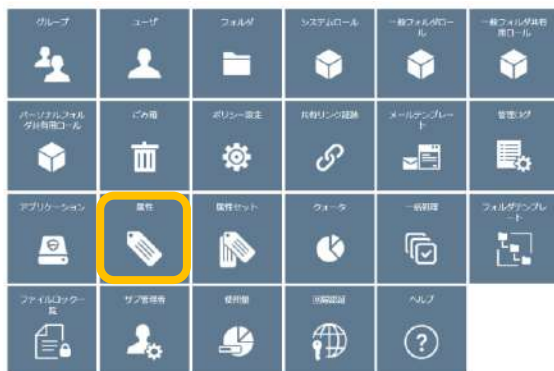 グループ
ユーザ
フォルダ
システムロール
一般フォルダロー
ル
一般フォルダ共有
用ロール
パーソナルフォル
ダ共有用ロール
ごみ箱
ポリシー設定
共有リンク経路
メールテンプレー
ト
管理ログ
アプリケーション
属性
属性セット
クォータ
一括処理
フォルダテンプレ
ート
ファイルロック一
覧
サブ管理者
使用量
ヘルプ
?